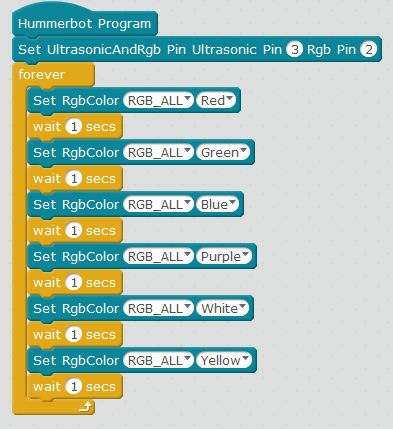 Hummerbot Program
Set UltrasonicAndRgb Pin Ultrasonic Pin 3 Rgb Pin 2
forever
Set RgbColor RGB_ALL Red
wait 1 secs
Set RgbColor RGB_ALL Green
wait 1 secs
Set RgbColor RGB_ALL Blue
wait 1 secs
Set RgbColor RGB_ALL Purple
wait 1 secs
Set RgbColor RGB_ALL White
wait 1 secs
Set RgbColor RGB_ALL Yellow
wait 1 secs